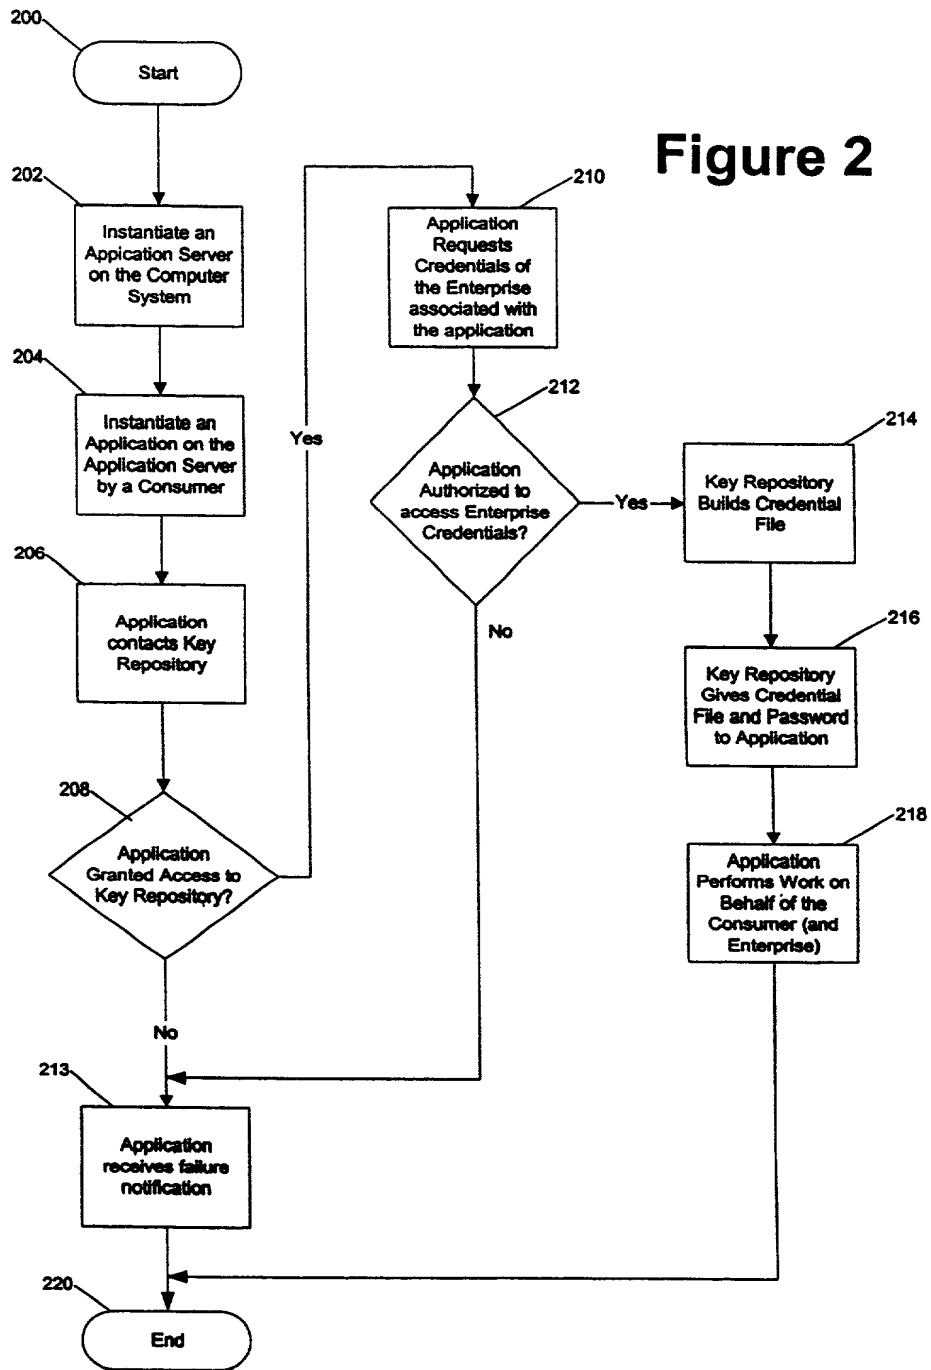 200
Start
Figure 2
202
Instantiate an
Appication Server
on the Computer
System
204
Instantiate an
Application on the
Application Server
by a Consumer
206
Application
contacts Key
Repository
208
Application
Granted Access to
Key Repository?
Yes
No
210
Application
Requests
Credentials of
the Enterprise
associated with
the application
212
Application
Authorized to
access Enterprise
Credentials?
Yes
No
213
Application
receives failure
notification
214
Key Repository
Builds Credential
File
216
Key Repository
Gives Credential
File and Password
to Application
218
Application
Performs Work on
Behalf of the
Consumer (and
Enterprise)
220
End